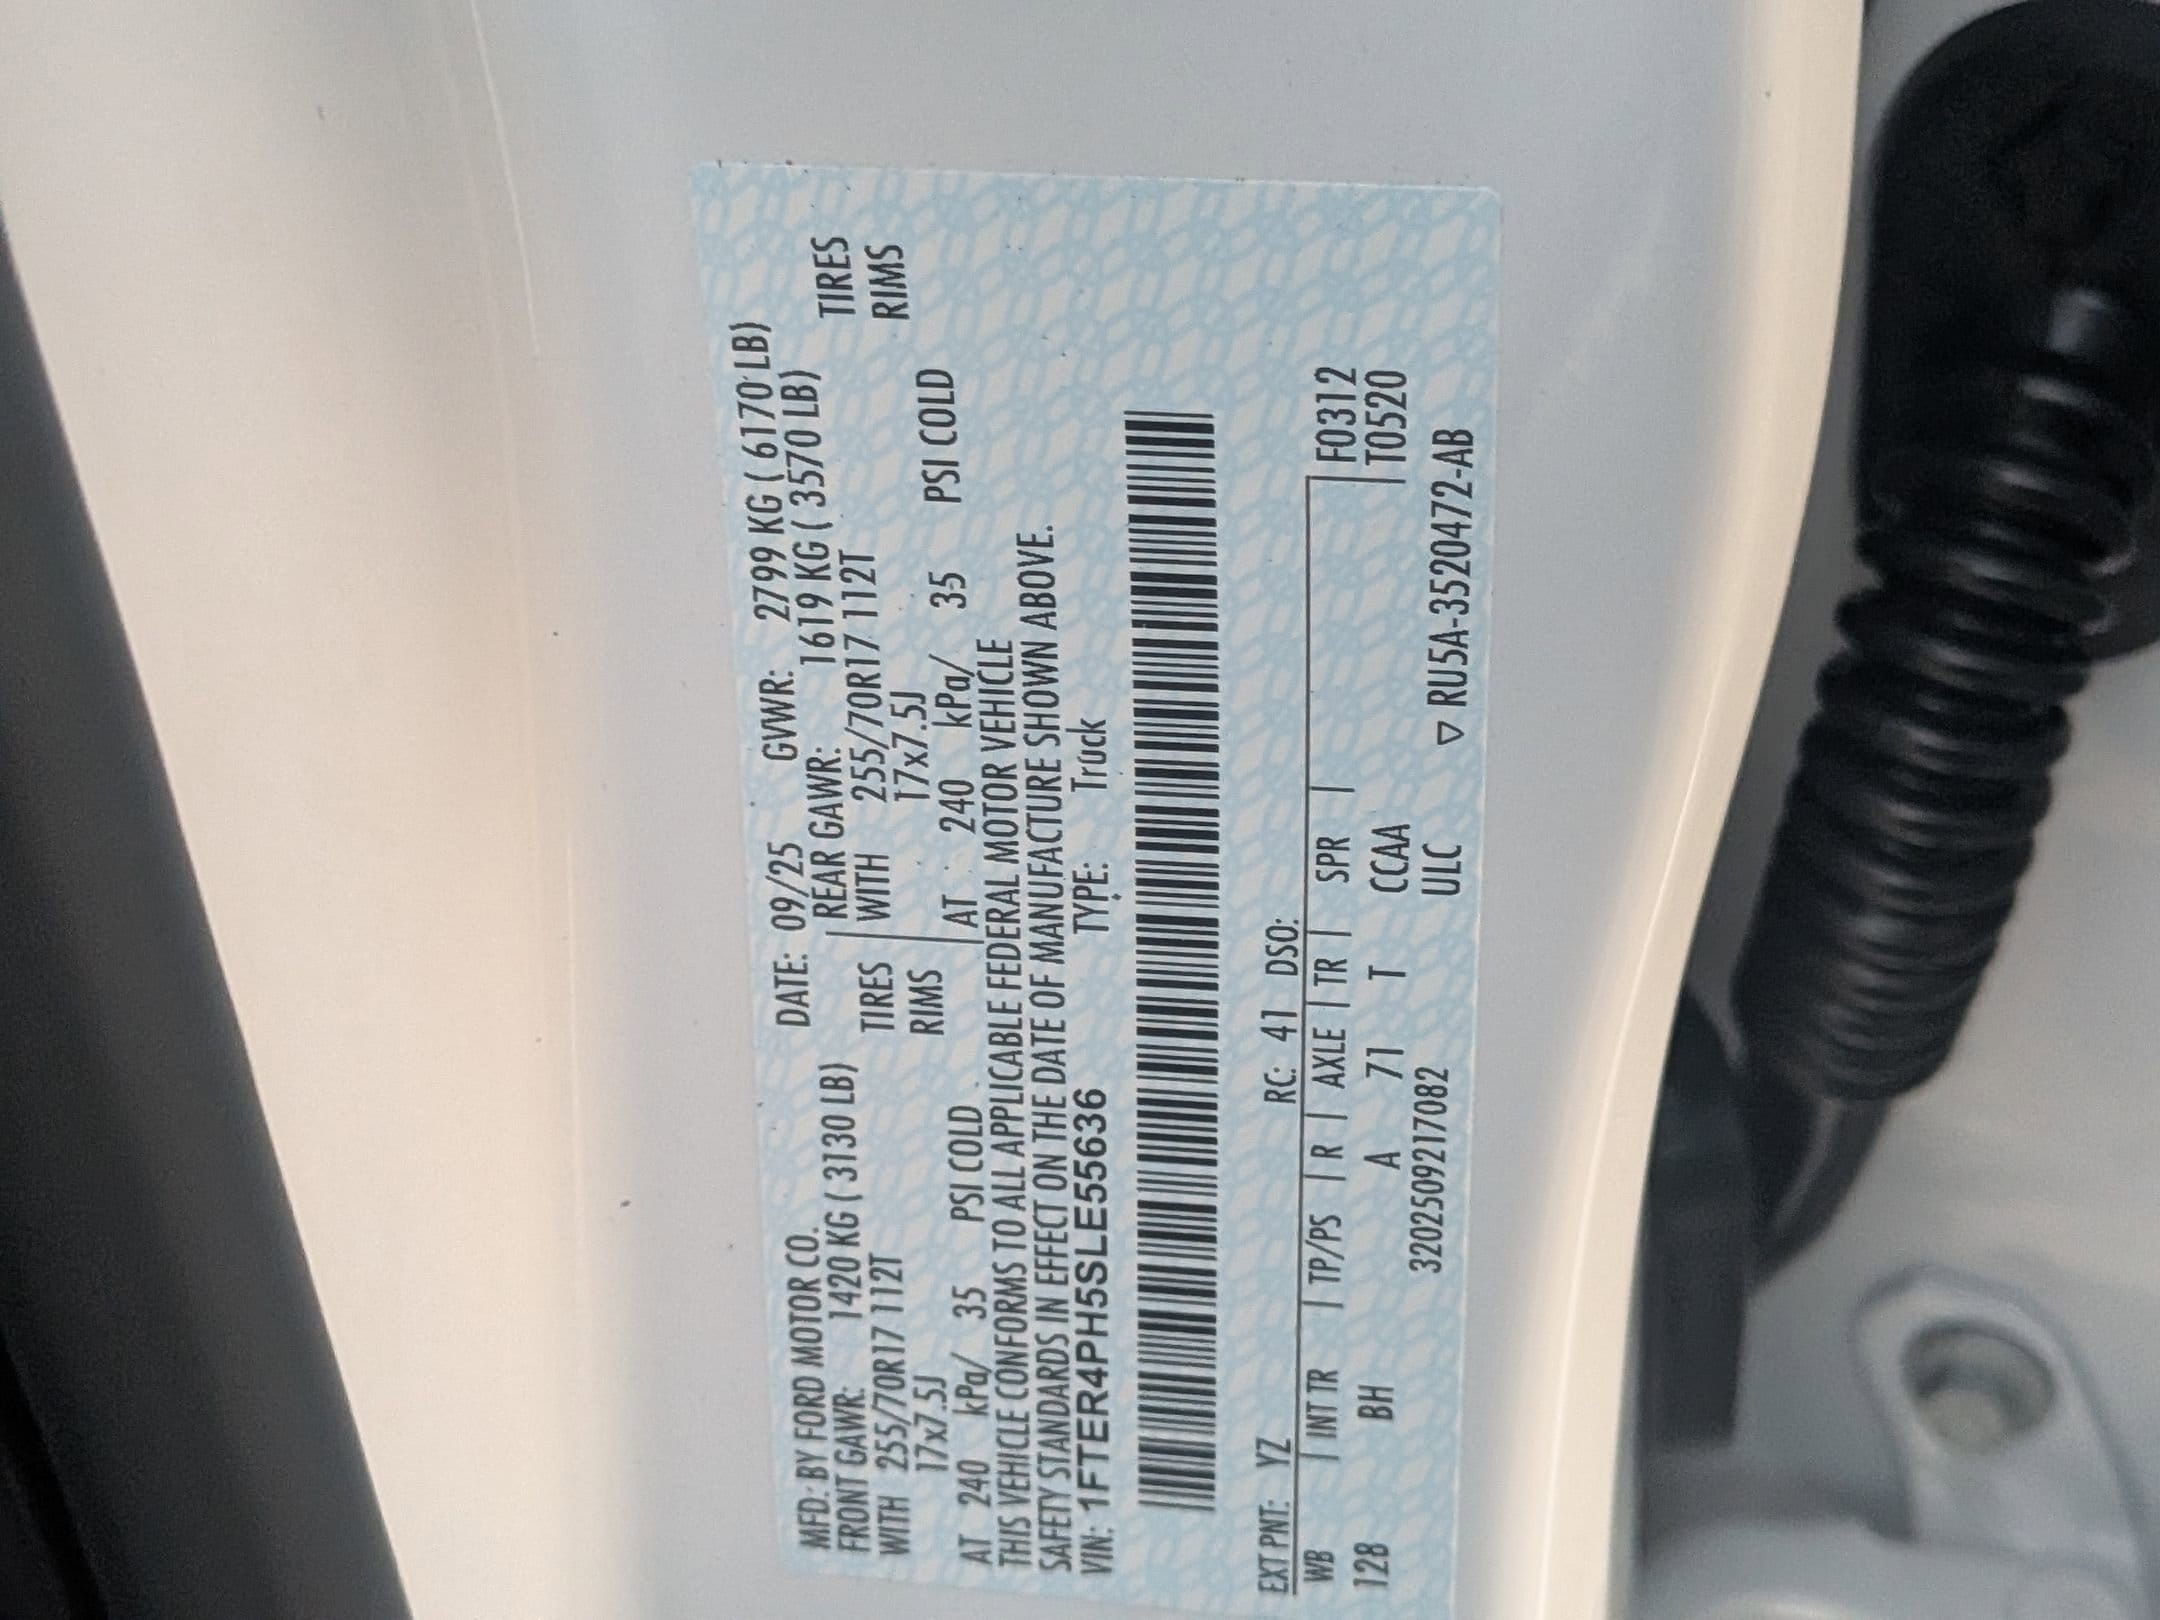 MFD. BY FORD MOTOR CO.
DATE: 09/25 GVWR: 2799 KG ( 6170 LB)
FRONT GAWR: 1420 KG ( 3130 LB) REAR GAWR: 1619 KG ( 3570 LB)
WITH 255/70R17 112T TIRES WITH 255/70R17 112T TIRES
17x7.5J RIMS 17x7.5J RIMS
AT 240 kPa/ 35 PSI COLD AT 240 kPa/ 35 PSI COLD
THIS VEHICLE CONFORMS TO ALL APPLICABLE FEDERAL MOTOR VEHICLE
SAFETY STANDARDS IN EFFECT ON THE DATE OF MANUFACTURE SHOWN ABOVE.
VIN: 1FTER4PH5SLE55636 TYPE: Truck
EXT PNT: YZ RC: 41 DSO:
WB | INT TR | TP/PS | R | AXLE | TR | SPR | F0312
128 BH A 71 T CCAA T0520
320250921708​2 ULC ▽ RU5A-3520472-AB